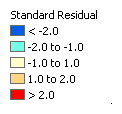 Standard Residual
< -2.0
-2.0 to -1.0
-1.0 to 1.0
1.0 to 2.0
> 2.0